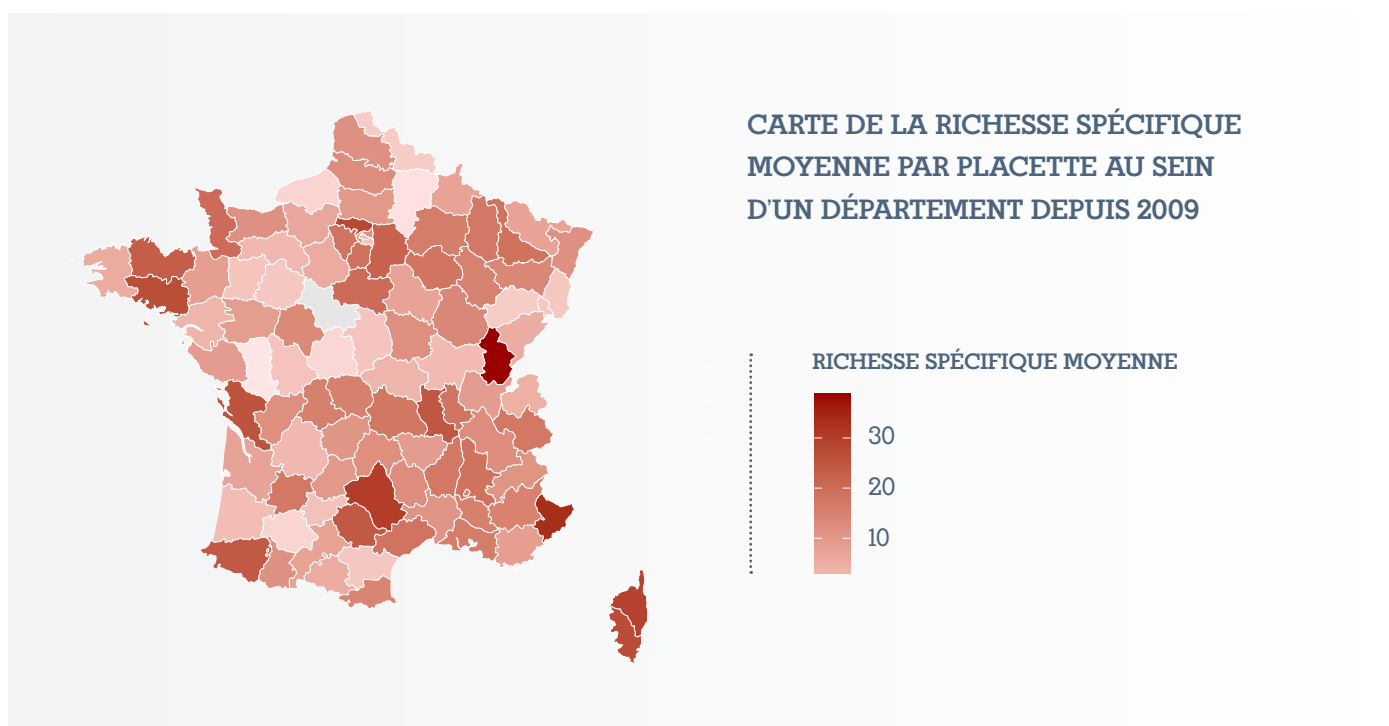 CARTE DE LA RICHESSE SPÉCIFIQUE
MOYENNE PAR PLACETTE AU SEIN
D'UN DÉPARTEMENT DEPUIS 2009
RICHESSE SPÉCIFIQUE MOYENNE
30
20
10